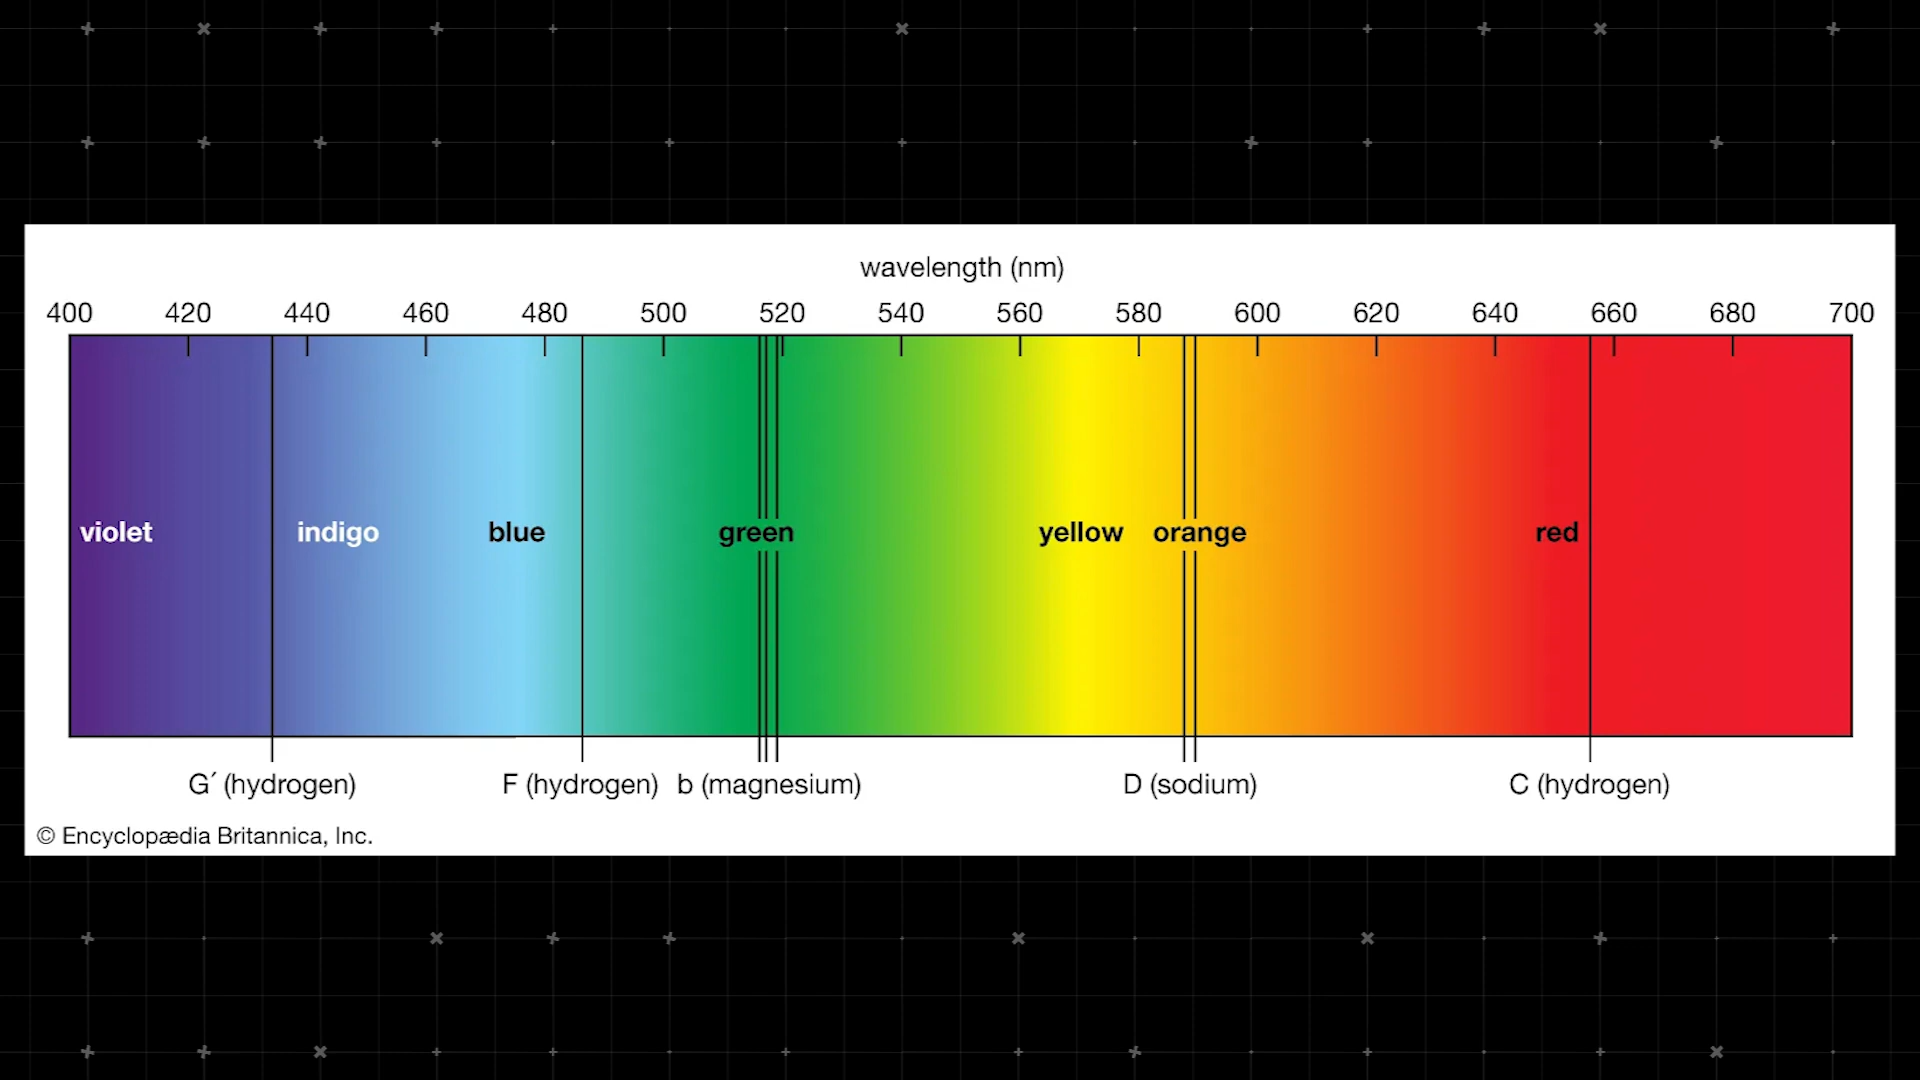 wavelength (nm)
400 420 440 460 480 500 520 540 560 580 600 620 640 660 680 700
violet indigo blue green yellow orange red
G′ (hydrogen) F (hydrogen) b (magnesium) D (sodium) C (hydrogen)
© Encyclopædia Britannica, Inc.